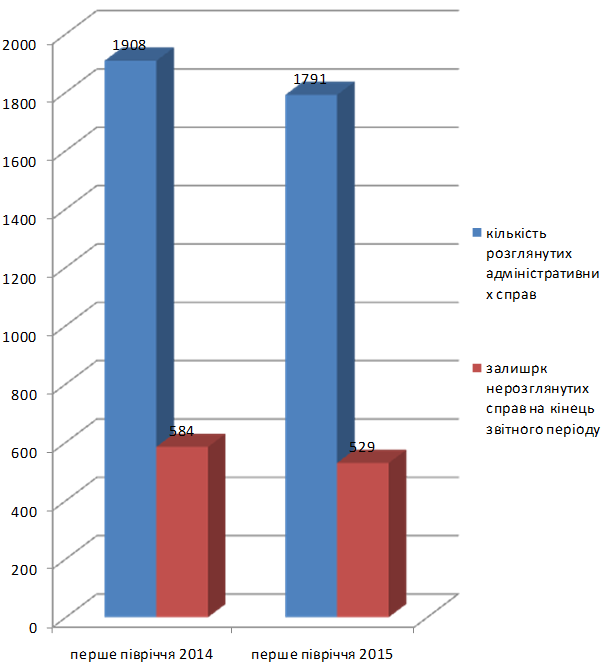 2000
1800
1600
1400
1200
1000
800
600
400
200
0
1908
584
1791
529
перше півріччя 2014
перше півріччя 2015
кількість
розглянутих
адміністративни
х справ
залишрк
нерозглянутих
справ на кінець
звітного періоду